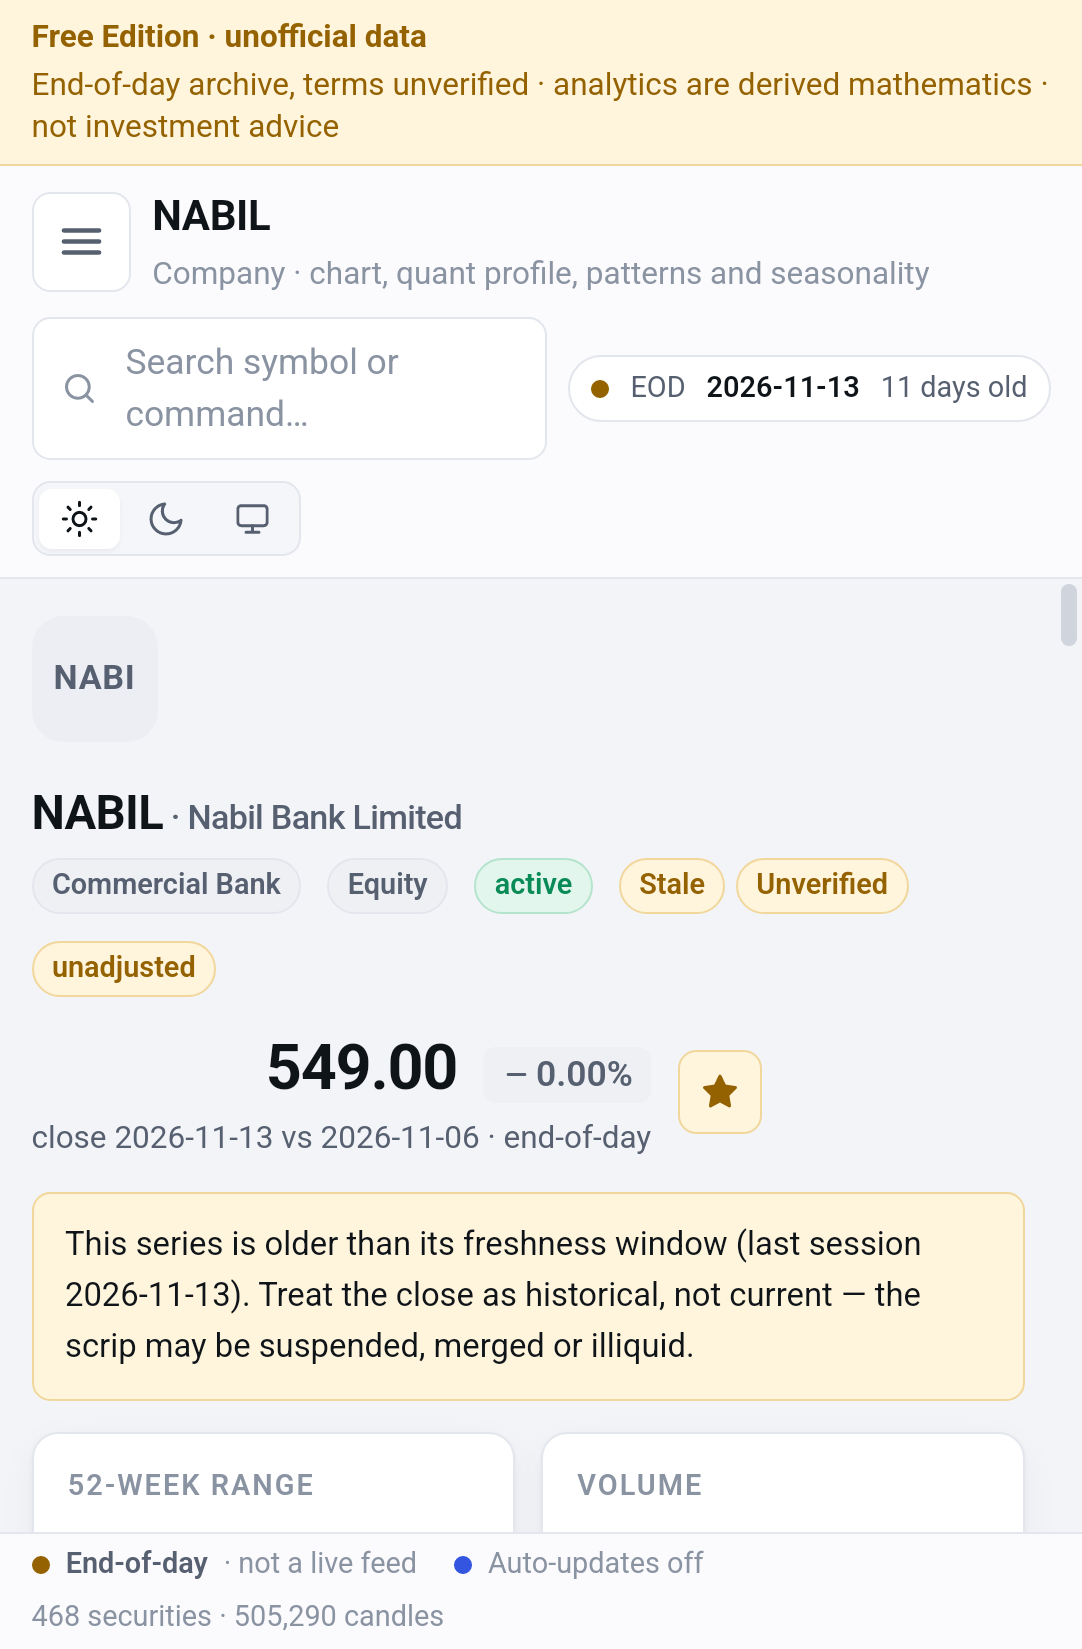 Free Edition · unofficial data
End-of-day archive, terms unverified · analytics are derived mathematics ·
not investment advice
NABIL
Company · chart, quant profile, patterns and seasonality
Search symbol or
command…
EOD 2026-11-13 11 days old
NABI
NABIL · Nabil Bank Limited
Commercial Bank Equity active Stale Unverified
unadjusted
549.00 – 0.00%
close 2026-11-13 vs 2026-11-06 · end-of-day
This series is older than its freshness window (last session
2026-11-13). Treat the close as historical, not current — the
scrip may be suspended, merged or illiquid.
52-WEEK RANGE VOLUME
End-of-day · not a live feed Auto-updates off
468 securities · 505,290 candles